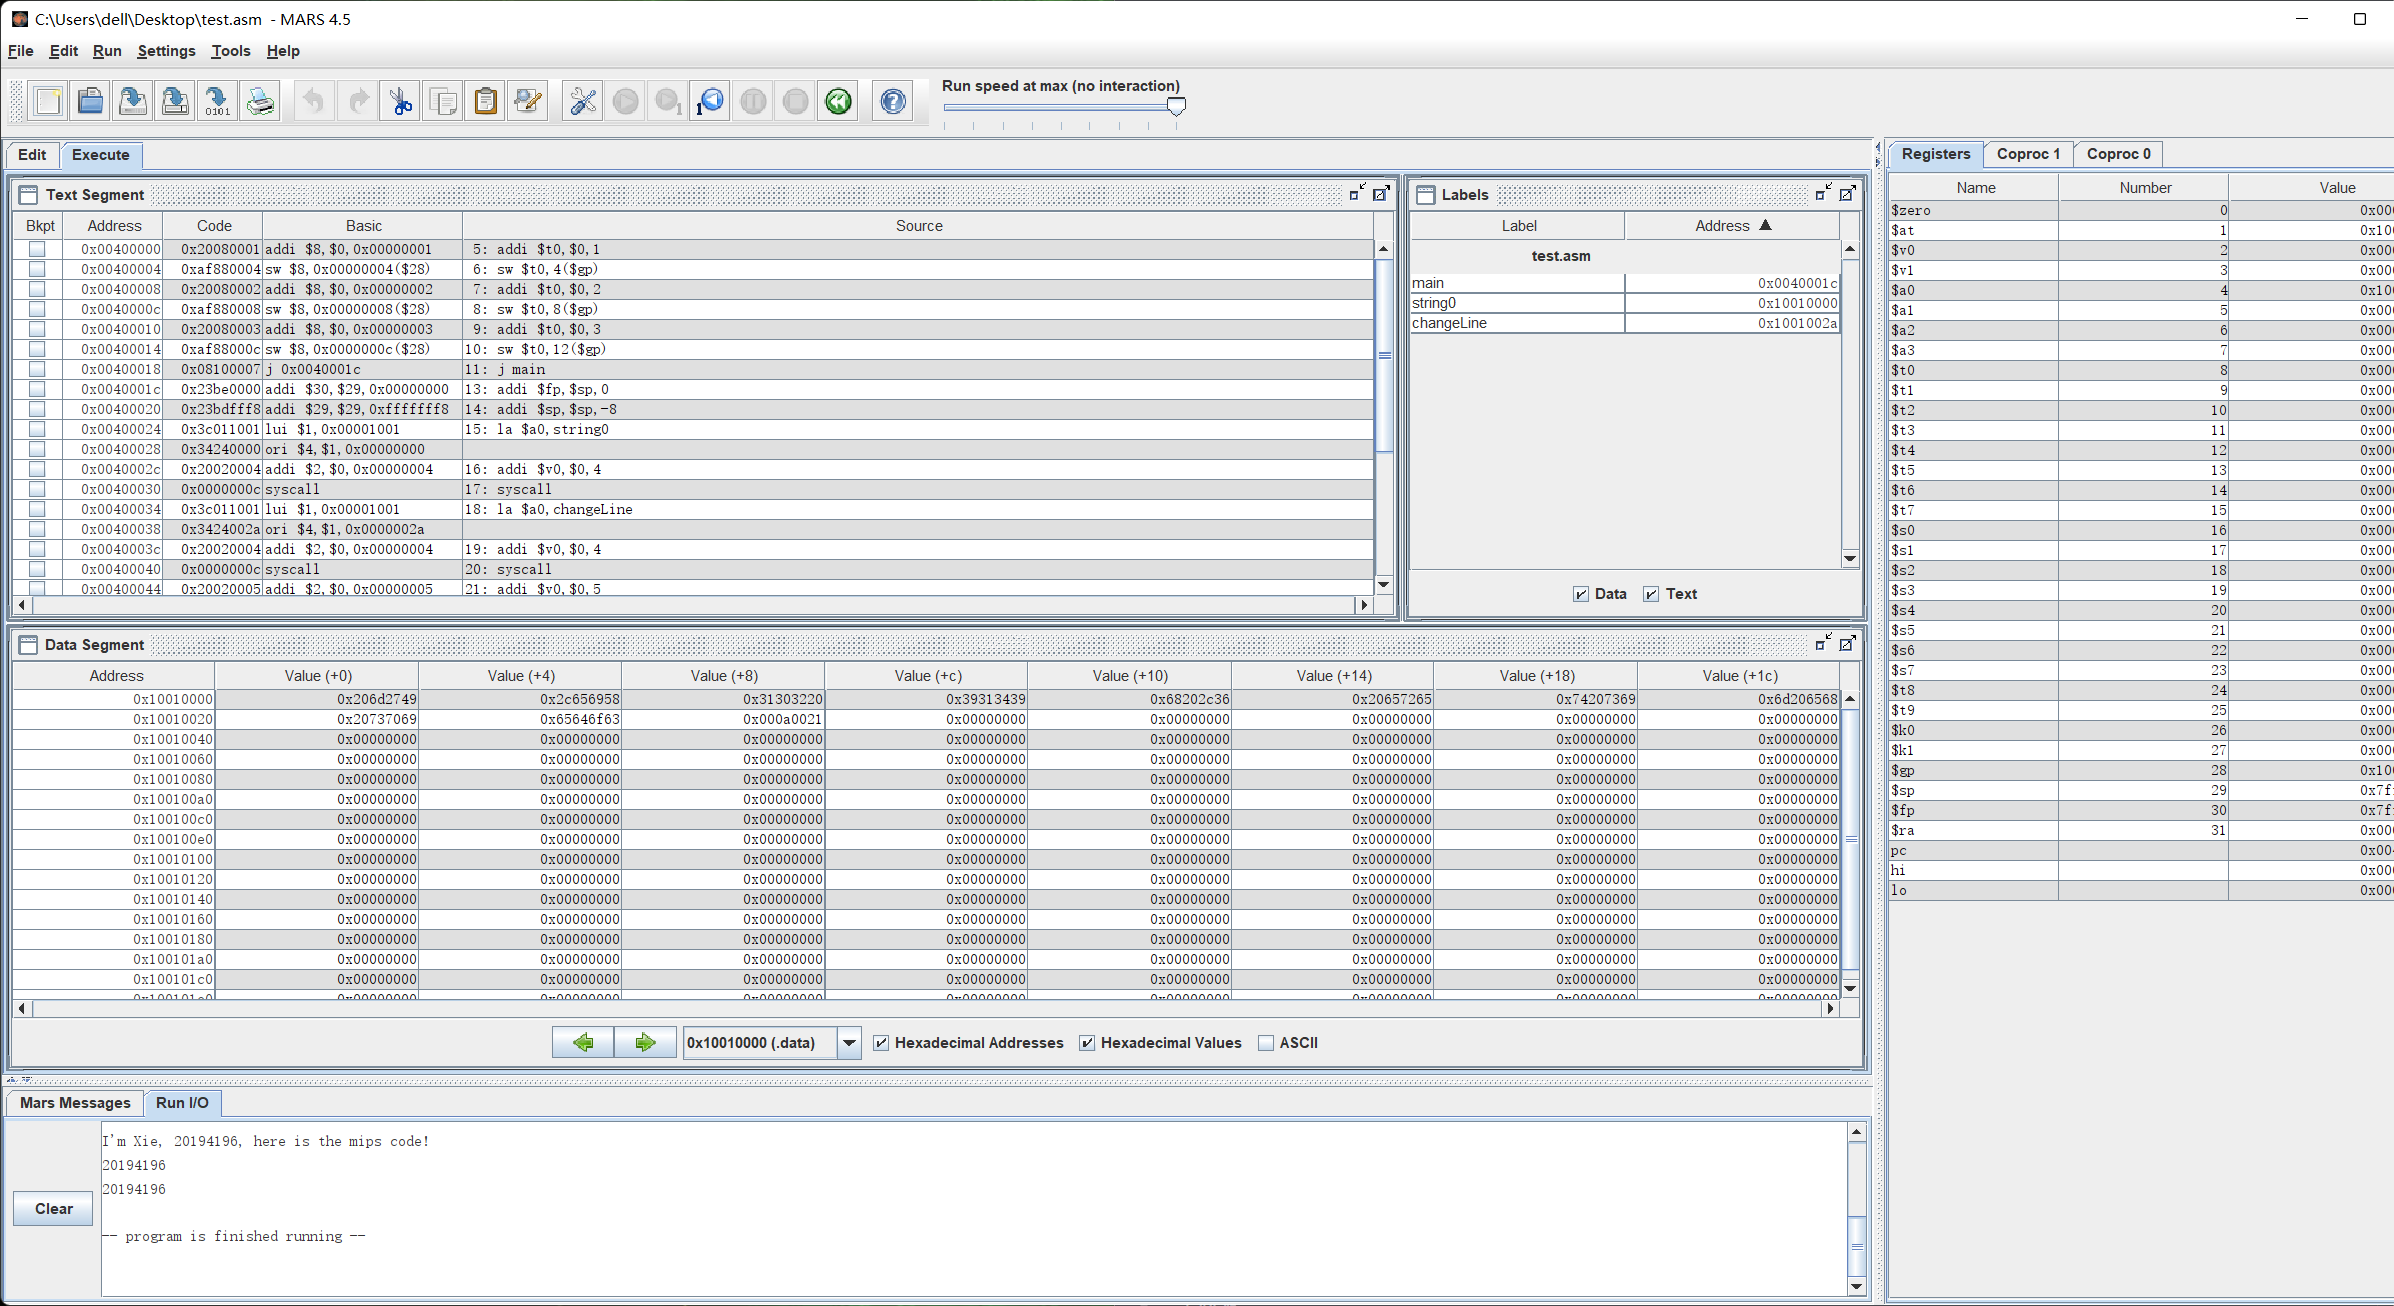 C:\Users\dell\Desktop\test.asm - MARS 4.5
File Edit Run Settings Tools Help
0101 1 1
Run speed at max (no interaction)
Edit Execute
Text Segment
Bkpt Address Code Basic Source
0x00400000 0x20080001 addi $8,$0,0x00000001 5: addi $t0,$0,1
0x00400004 0xaf880004 sw $8,0x00000004($28) 6: sw $t0,4($gp)
0x00400008 0x20080002 addi $8,$0,0x00000002 7: addi $t0,$0,2
0x0040000c 0xaf880008 sw $8,0x00000008($28) 8: sw $t0,8($gp)
0x00400010 0x20080003 addi $8,$0,0x00000003 9: addi $t0,$0,3
0x00400014 0xaf88000c sw $8,0x0000000c($28) 10: sw $t0,12($gp)
0x00400018 0x08100007 j 0x0040001c 11: j main
0x0040001c 0x23be0000 addi $30,$29,0x00000000 13: addi $fp,$sp,0
0x00400020 0x23bdfff8 addi $29,$29,0xfffffff8 14: addi $sp,$sp,-8
0x00400024 0x3c011001 lui $1,0x00001001 15: la $a0,string0
0x00400028 0x34240000 ori $4,$1,0x00000000
0x0040002c 0x20020004 addi $2,$0,0x00000004 16: addi $v0,$0,4
0x00400030 0x0000000c syscall 17: syscall
0x00400034 0x3c011001 lui $1,0x00001001 18: la $a0,changeLine
0x00400038 0x3424002a ori $4,$1,0x0000002a
0x0040003c 0x20020004 addi $2,$0,0x00000004 19: addi $v0,$0,4
0x00400040 0x0000000c syscall 20: syscall
0x00400044 0x20020005 addi $2,$0,0x00000005 21: addi $v0,$0,5
Labels
Label Address ▲
test.asm
main 0x0040001c
string0 0x10010000
changeLine 0x1001002a
Data Text
Data Segment
Address Value (+0) Value (+4) Value (+8) Value (+c) Value (+10) Value (+14) Value (+18) Value (+1c)
0x10010000 0x206d2749 0x2c656958 0x31303220 0x39313439 0x68202c36 0x20657265 0x74207369 0x6d206568
0x10010020 0x20737069 0x65646f63 0x000a0021 0x00000000 0x00000000 0x00000000 0x00000000 0x00000000
0x10010040 0x00000000 0x00000000 0x00000000 0x00000000 0x00000000 0x00000000 0x00000000 0x00000000
0x10010060 0x00000000 0x00000000 0x00000000 0x00000000 0x00000000 0x00000000 0x00000000 0x00000000
0x10010080 0x00000000 0x00000000 0x00000000 0x00000000 0x00000000 0x00000000 0x00000000 0x00000000
0x100100a0 0x00000000 0x00000000 0x00000000 0x00000000 0x00000000 0x00000000 0x00000000 0x00000000
0x100100c0 0x00000000 0x00000000 0x00000000 0x00000000 0x00000000 0x00000000 0x00000000 0x00000000
0x100100e0 0x00000000 0x00000000 0x00000000 0x00000000 0x00000000 0x00000000 0x00000000 0x00000000
0x10010100 0x00000000 0x00000000 0x00000000 0x00000000 0x00000000 0x00000000 0x00000000 0x00000000
0x10010120 0x00000000 0x00000000 0x00000000 0x00000000 0x00000000 0x00000000 0x00000000 0x00000000
0x10010140 0x00000000 0x00000000 0x00000000 0x00000000 0x00000000 0x00000000 0x00000000 0x00000000
0x10010160 0x00000000 0x00000000 0x00000000 0x00000000 0x00000000 0x00000000 0x00000000 0x00000000
0x10010180 0x00000000 0x00000000 0x00000000 0x00000000 0x00000000 0x00000000 0x00000000 0x00000000
0x100101a0 0x00000000 0x00000000 0x00000000 0x00000000 0x00000000 0x00000000 0x00000000 0x00000000
0x100101c0 0x00000000 0x00000000 0x00000000 0x00000000 0x00000000 0x00000000 0x00000000 0x00000000
0x10010000 (.data) Hexadecimal Addresses Hexadecimal Values ASCII
Mars Messages Run I/O
I'm Xie, 20194196, here is the mips code!
20194196
20194196
Clear
-- program is finished running --
Registers Coproc 1 Coproc 0
Name Number Value
$zero 0 0x00
$at 1 0x10
$v0 2 0x00
$v1 3 0x00
$a0 4 0x10
$a1 5 0x00
$a2 6 0x00
$a3 7 0x00
$t0 8 0x00
$t1 9 0x00
$t2 10 0x00
$t3 11 0x00
$t4 12 0x00
$t5 13 0x00
$t6 14 0x00
$t7 15 0x00
$s0 16 0x00
$s1 17 0x00
$s2 18 0x00
$s3 19 0x00
$s4 20 0x00
$s5 21 0x00
$s6 22 0x00
$s7 23 0x00
$t8 24 0x00
$t9 25 0x00
$k0 26 0x00
$k1 27 0x00
$gp 28 0x10
$sp 29 0x7f
$fp 30 0x7f
$ra 31 0x00
pc 0x00
hi 0x00
lo 0x00